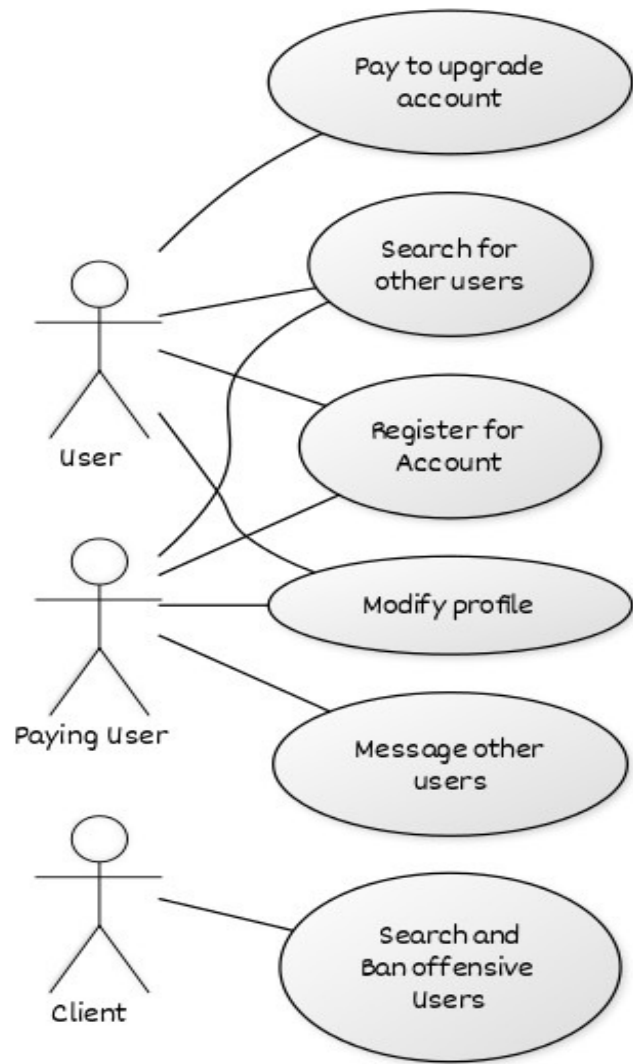 Pay to upgrade
account
Search for
other users
User
Register for
Account
Modify profile
Paying User
Message other
users
Search and
Ban offensive
Users
Client